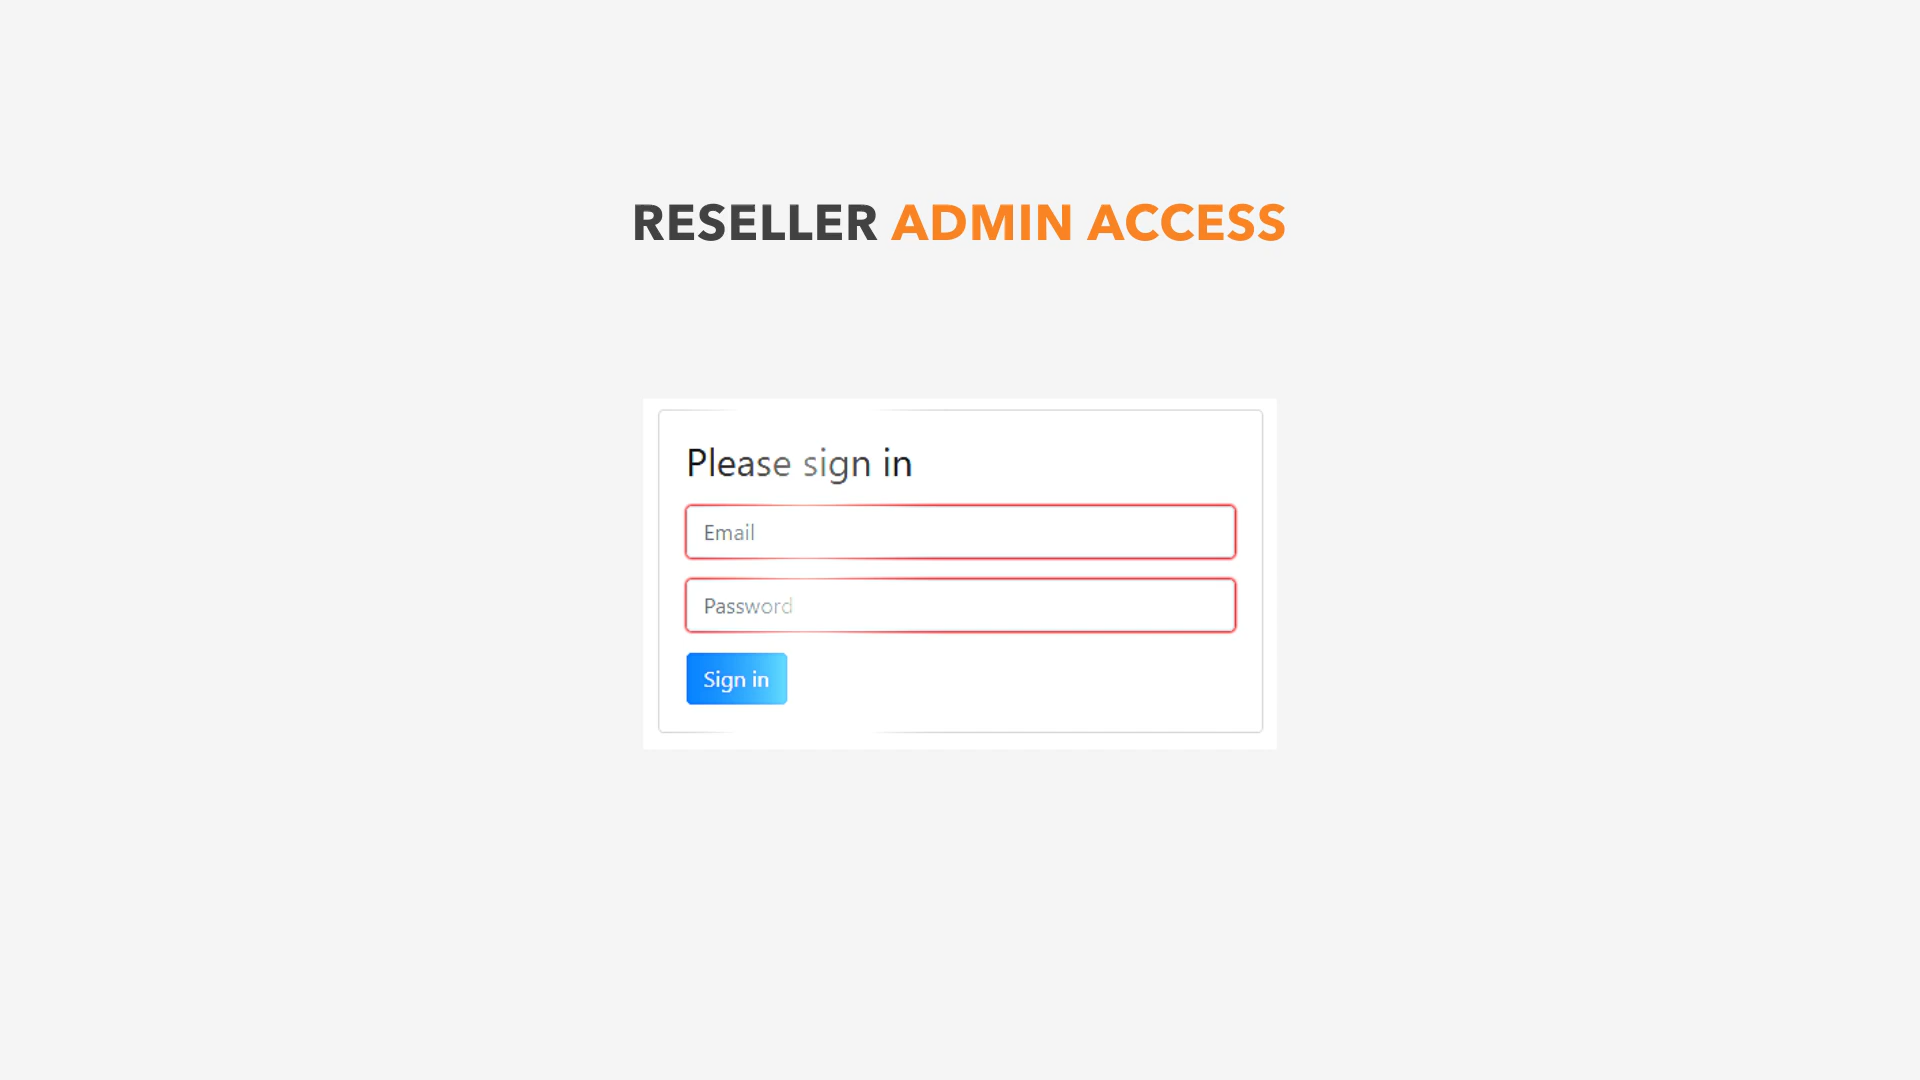 RESELLER ADMIN ACCESS
Please sign in
Email
Password
Sign in